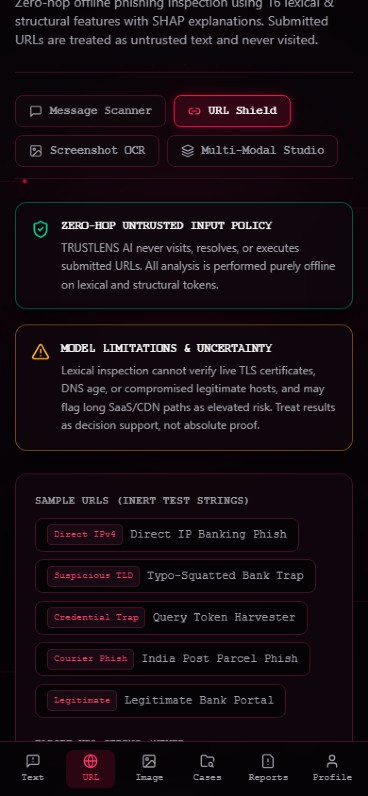 Zero-hop offline phishing inspection using 16 lexical &
structural features with SHAP explanations. Submitted
URLs are treated as untrusted text and never visited.
Message Scanner
URL Shield
Screenshot OCR
Multi-Modal Studio
ZERO-HOP UNTRUSTED INPUT POLICY
TRUSTLENS AI never visits, resolves, or executes
submitted URLs. All analysis is performed purely offline
on lexical and structural tokens.
MODEL LIMITATIONS & UNCERTAINTY
Lexical inspection cannot verify live TLS certificates,
DNS age, or compromised legitimate hosts, and may
flag long SaaS/CDN paths as elevated risk. Treat results
as decision support, not absolute proof.
SAMPLE URLS (INERT TEST STRINGS)
Direct IPv4 Direct IP Banking Phish
Suspicious TLD Typo-Squatted Bank Trap
Credential Trap Query Token Harvester
Courier Phish India Post Parcel Phish
Legitimate Legitimate Bank Portal
Text URL Image Cases Reports Profile